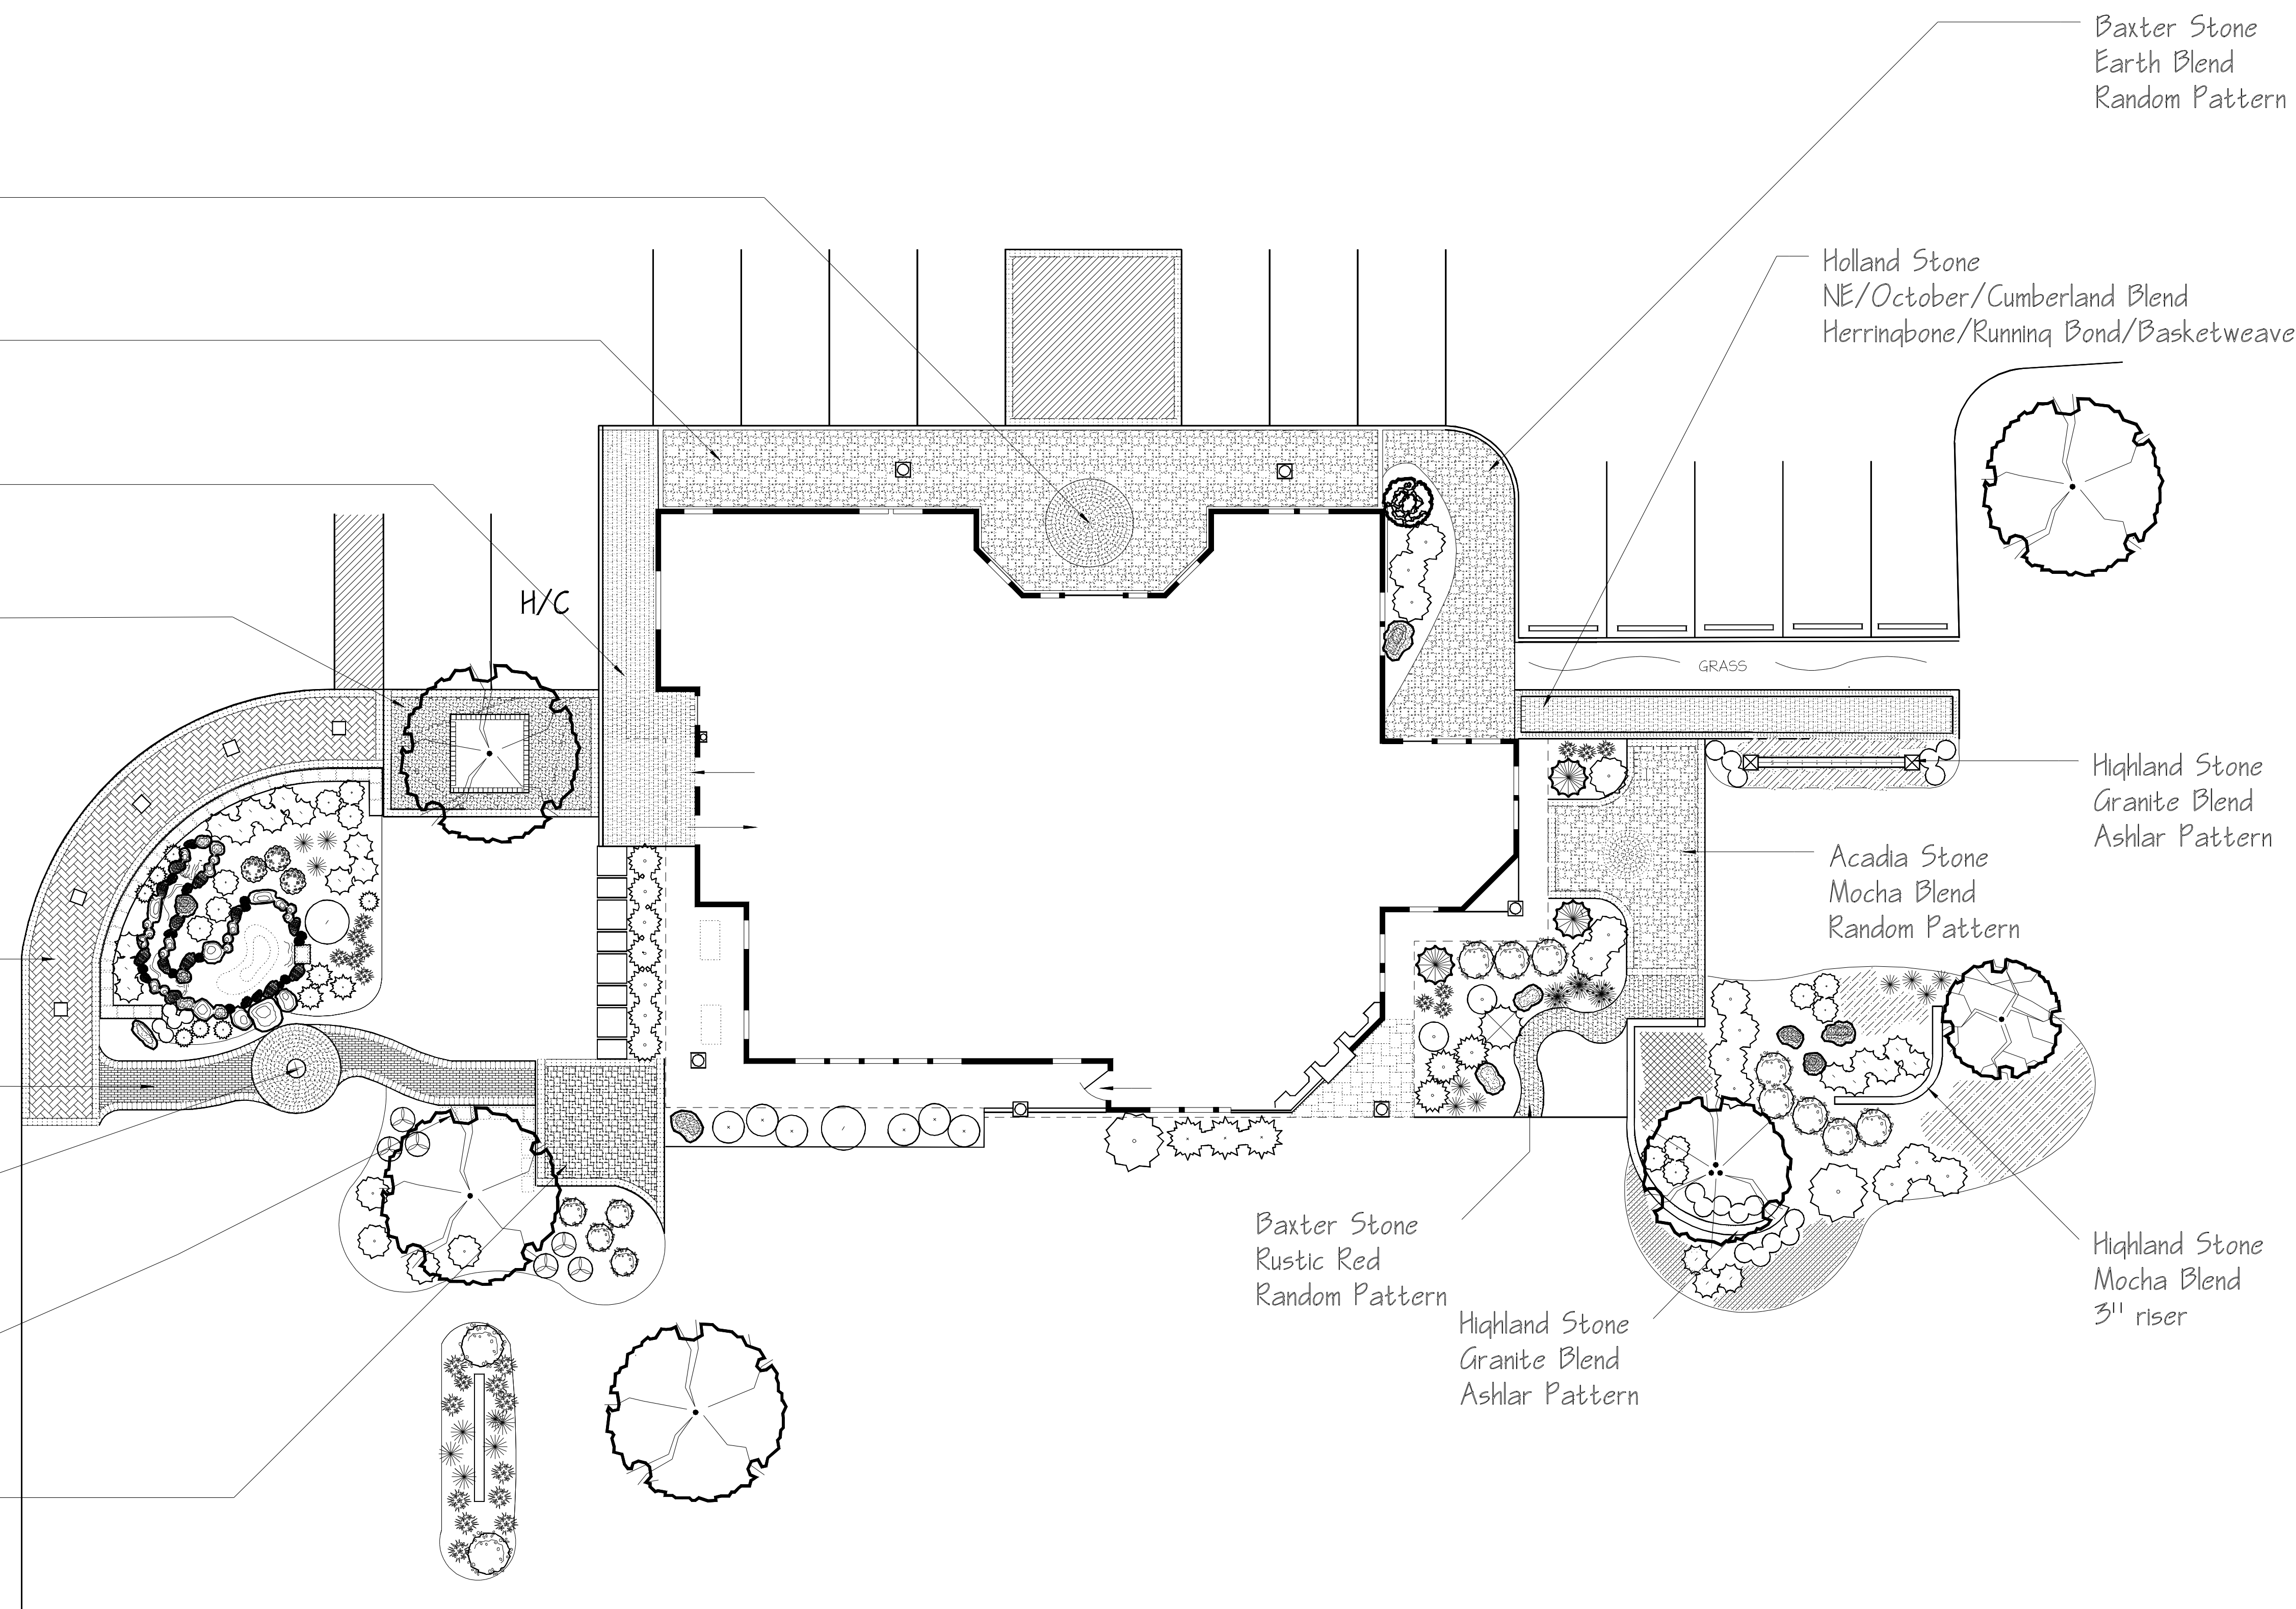 Baxter Stone
Earth Blend
Random Pattern
Holland Stone
NE/October/Cumberland Blend
Herringbone/Running Bond/Basketweave
H/C
GRASS
Highland Stone
Granite Blend
Ashlar Pattern
Acadia Stone
Mocha Blend
Random Pattern
Baxter Stone
Rustic Red
Random Pattern
Highland Stone
Mocha Blend
3" riser
Highland Stone
Granite Blend
Ashlar Pattern